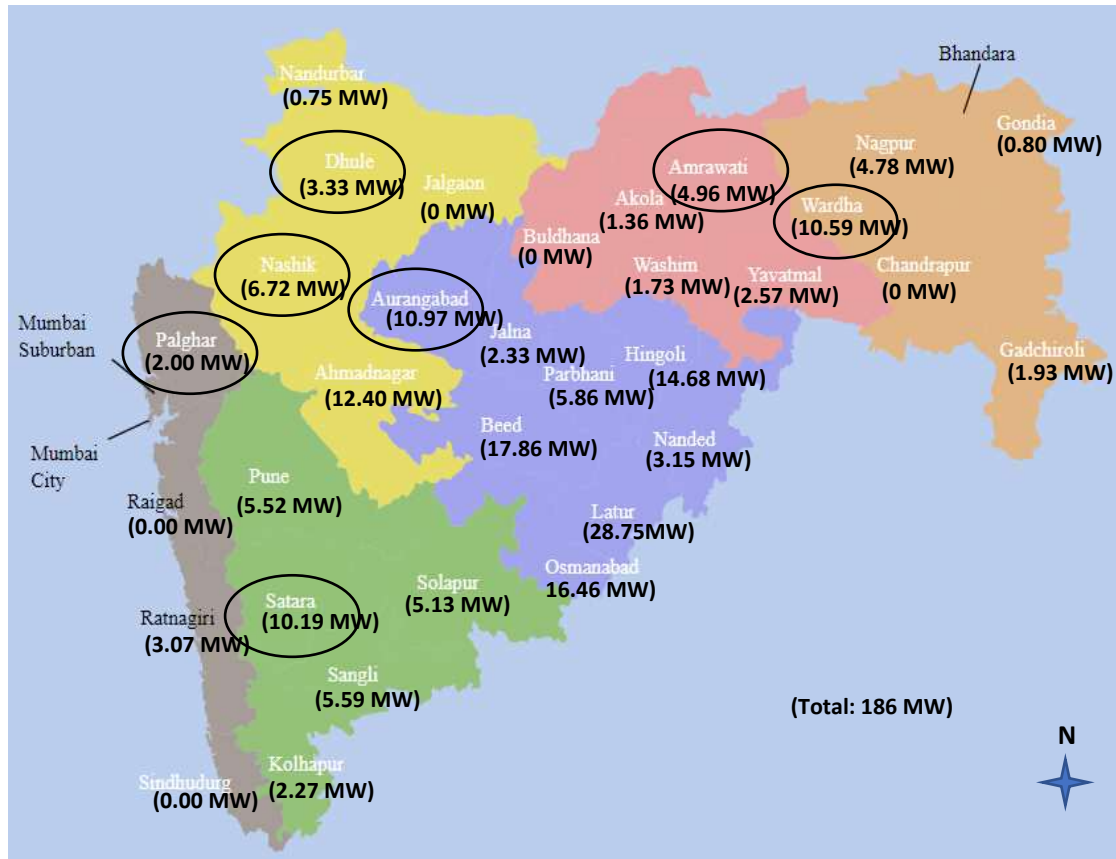 Bhandara
Nandurbar
(0.75 MW)
Gondia
(0.80 MW)
Nagpur
(4.78 MW)
Dhule
(3.33 MW)
Amrawati
(4.96 MW)
Jalgaon
(0 MW)
Akola
(1.36 MW)
Wardha
(10.59 MW)
Buldhana
(0 MW)
Nashik
(6.72 MW)
Washim
(1.73 MW)
Yavatmal
(2.57 MW)
Chandrapur
(0 MW)
Aurangabad
(10.97 MW)
Mumbai
Suburban
Palghar
(2.00 MW)
Jalna
(2.33 MW)
Hingoli
(14.68 MW)
Gadchiroli
(1.93 MW)
Ahmadnagar
(12.40 MW)
Parbhani
(5.86 MW)
Beed
(17.86 MW)
Nanded
(3.15 MW)
Mumbai
City
Pune
(5.52 MW)
Raigad
(0.00 MW)
Latur
(28.75MW)
Osmanabad
16.46 MW)
Solapur
(5.13 MW)
Satara
(10.19 MW)
Ratnagiri
(3.07 MW)
Sangli
(5.59 MW)
(Total: 186 MW)
N
Kolhapur
(2.27 MW)
Sindhudurg
(0.00 MW)